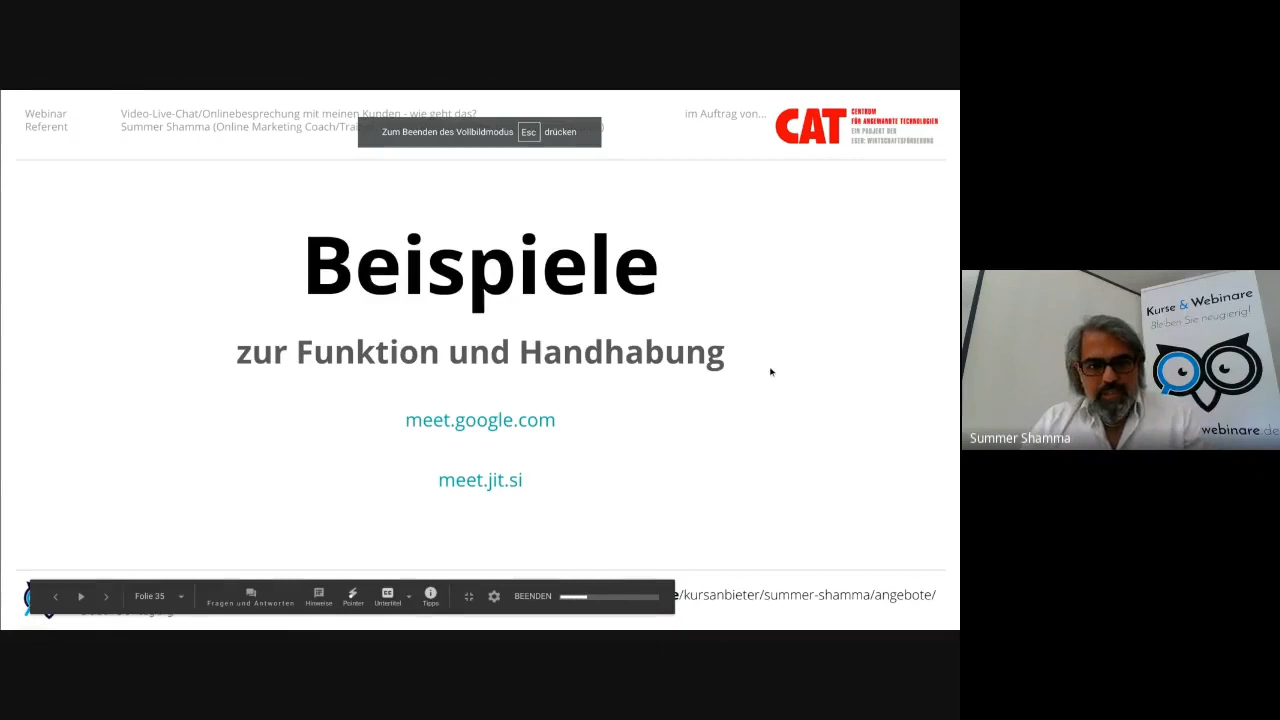 Webinar Video-Live-Chat/Onlinebesprechung mit meinen Kunden - wie geht das? im Auftrag von...
Referent Summer Shamma (Online Marketing Coach/
CAT CENTRUM
FÜR ANGEWANDTE TECHNOLOGIEN
EIN PROJEKT DER
EGEB: WIRTSCHAFTSFÖRDERUNG
Zum Beenden des Vollbildmodus Esc drücken
Beispiele
zur Funktion und Handhabung
meet.google.com
meet.jit.si
Folie 35 Fragen und Antworten Hinweise Pointer Untertitel Tipps BEENDEN
/kursanbieter/summer-shamma/angebote/
Kurse & Webinare
Bleiben Sie neugierig!
webinare.de
Summer Shamma